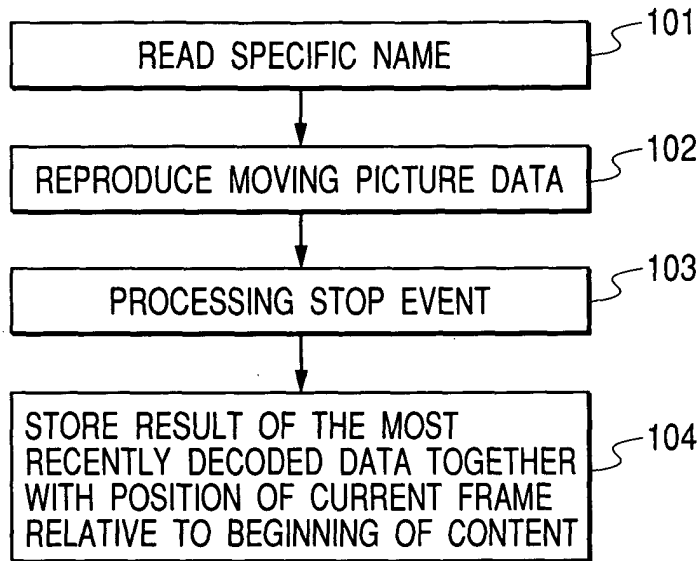 101
READ SPECIFIC NAME
102
REPRODUCE MOVING PICTURE DATA
103
PROCESSING STOP EVENT
104
STORE RESULT OF THE MOST
RECENTLY DECODED DATA TOGETHER
WITH POSITION OF CURRENT FRAME
RELATIVE TO BEGINNING OF CONTENT